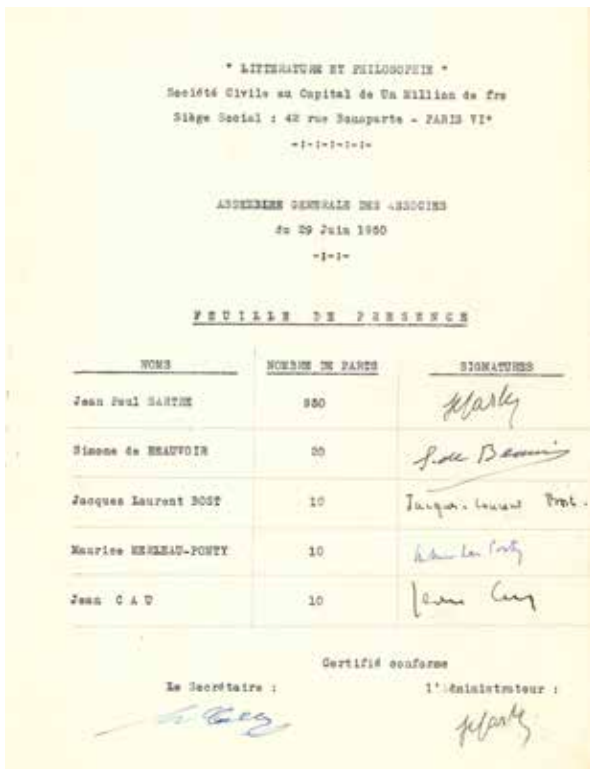 " LITTERATURE ET PHILOSOPHIE "
Société Civile au Capital de Un Million de frs
Siège Social : 42 rue Bonaparte - PARIS VI°
-:-:-:-:-:-
ASSEMBLEE GENERALE DES ASSOCIES
du 29 Juin 1950
-:-:-
FEUILLE DE PRESENCE
NOMS NOMBRE DE PARTS SIGNATURES
Jean Paul SARTRE 950
Simone de BEAUVOIR 20 S. de Beauvoir
Jacques Laurent BOST 10 Jacques-Laurent Bost.
Maurice MERLEAU-PONTY 10
Jean CAU 10 Jean Cau
Certifié conforme
Le Secrétaire : l'Administrateur :